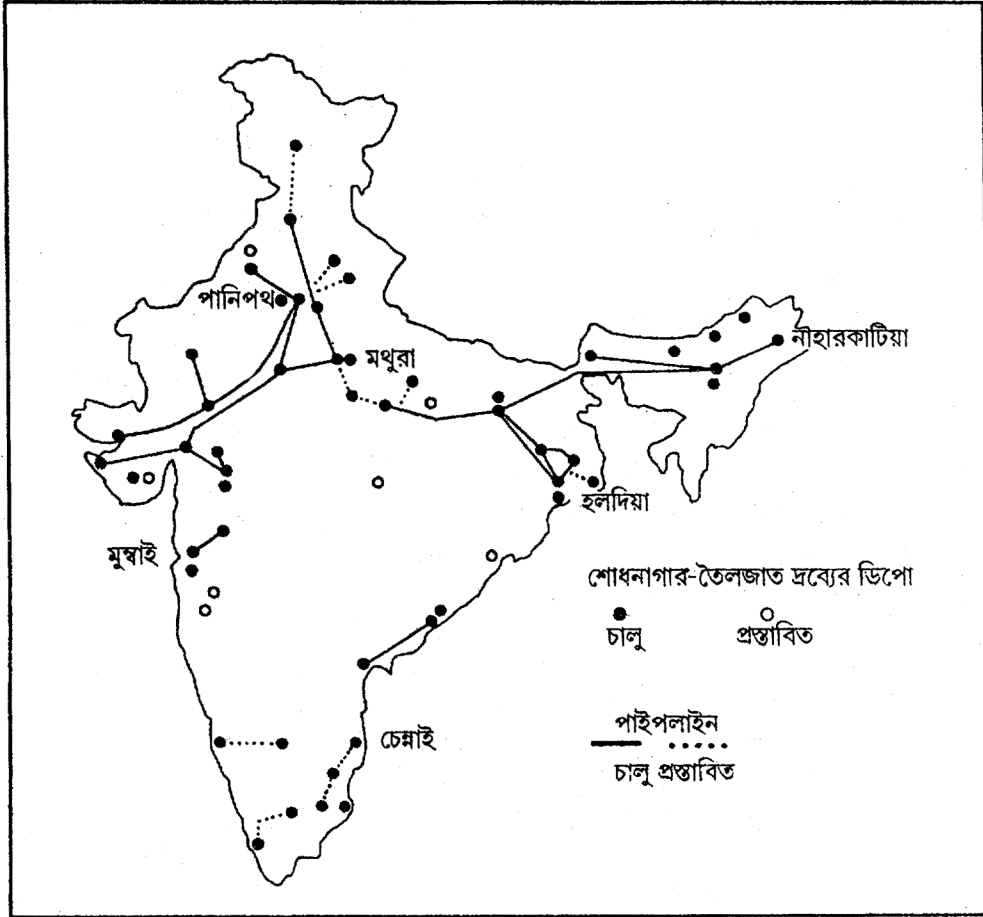 পানিপথ
মথুরা
নীহারকাটিয়া
হলদিয়া
মুম্বাই
শোধনাগার-তৈলজাত দ্রব্যের ডিপো
চালু প্রস্তাবিত
পাইপলাইন
চেন্নাই
চালু প্রস্তাবিত